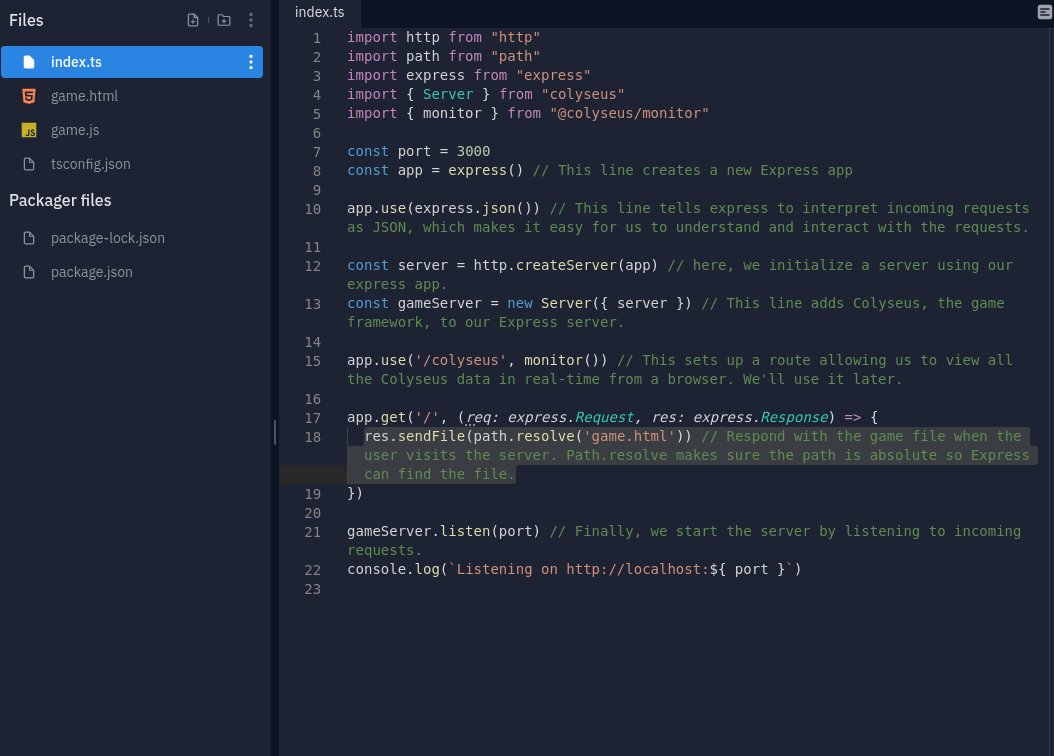 Files
index.ts
game.html
JS game.js
tsconfig.json
Packager files
package-lock.json
package.json
index.ts
1 import http from "http"
2 import path from "path"
3 import express from "express"
4 import { Server } from "colyseus"
5 import { monitor } from "@colyseus/monitor"
6
7 const port = 3000
8 const app = express() // This line creates a new Express app
9
10 app.use(express.json()) // This line tells express to interpret incoming requests
as JSON, which makes it easy for us to understand and interact with the requests.
11
12 const server = http.createServer(app) // here, we initialize a server using our
express app.
13 const gameServer = new Server({ server }) // This line adds Colyseus, the game
framework, to our Express server.
14
15 app.use('/colyseus', monitor()) // This sets up a route allowing us to view all
the Colyseus data in real-time from a browser. We'll use it later.
16
17 app.get('/', (req: express.Request, res: express.Response) => {
18 res.sendFile(path.resolve('game.html')) // Respond with the game file when the
user visits the server. Path.resolve makes sure the path is absolute so Express
can find the file.
19 })
20
21 gameServer.listen(port) // Finally, we start the server by listening to incoming
requests.
22 console.log(`Listening on http://localhost:${ port }`)
23